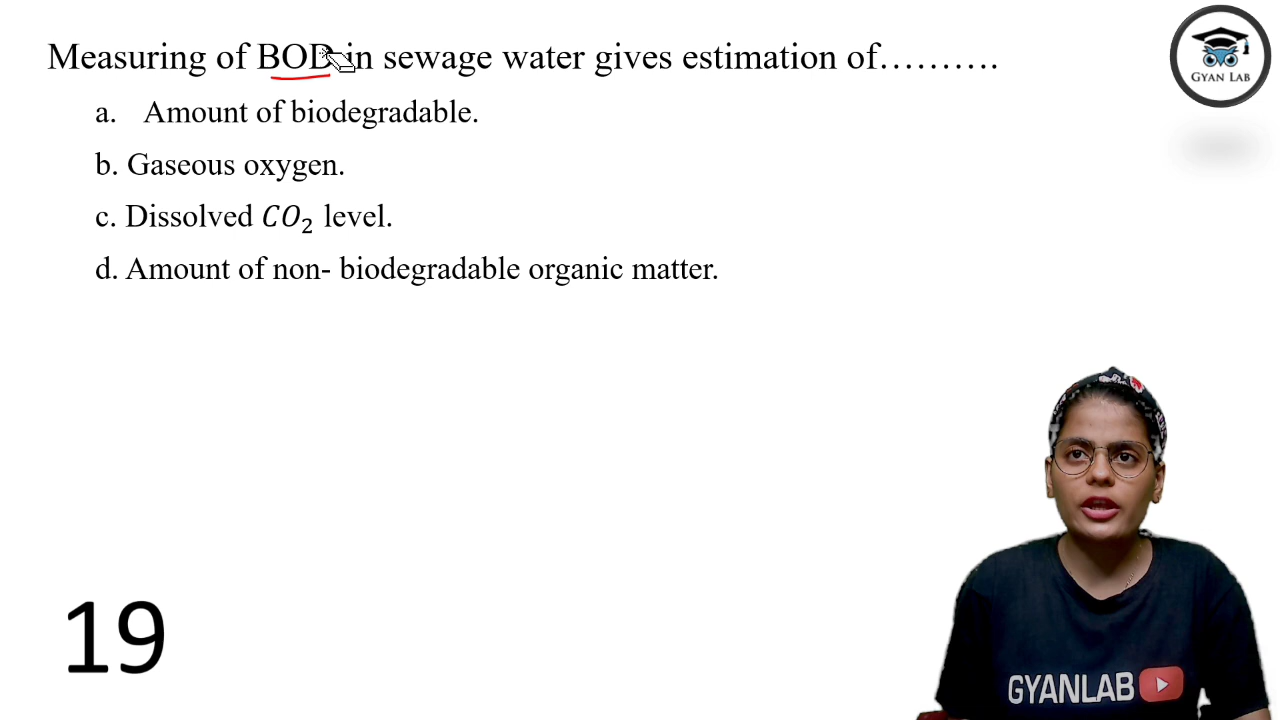 Measuring of BOD in sewage water gives estimation of……….
a. Amount of biodegradable.
b. Gaseous oxygen.
c. Dissolved CO₂ level.
d. Amount of non- biodegradable organic matter.
GYAN LAB
19
GYANLAB